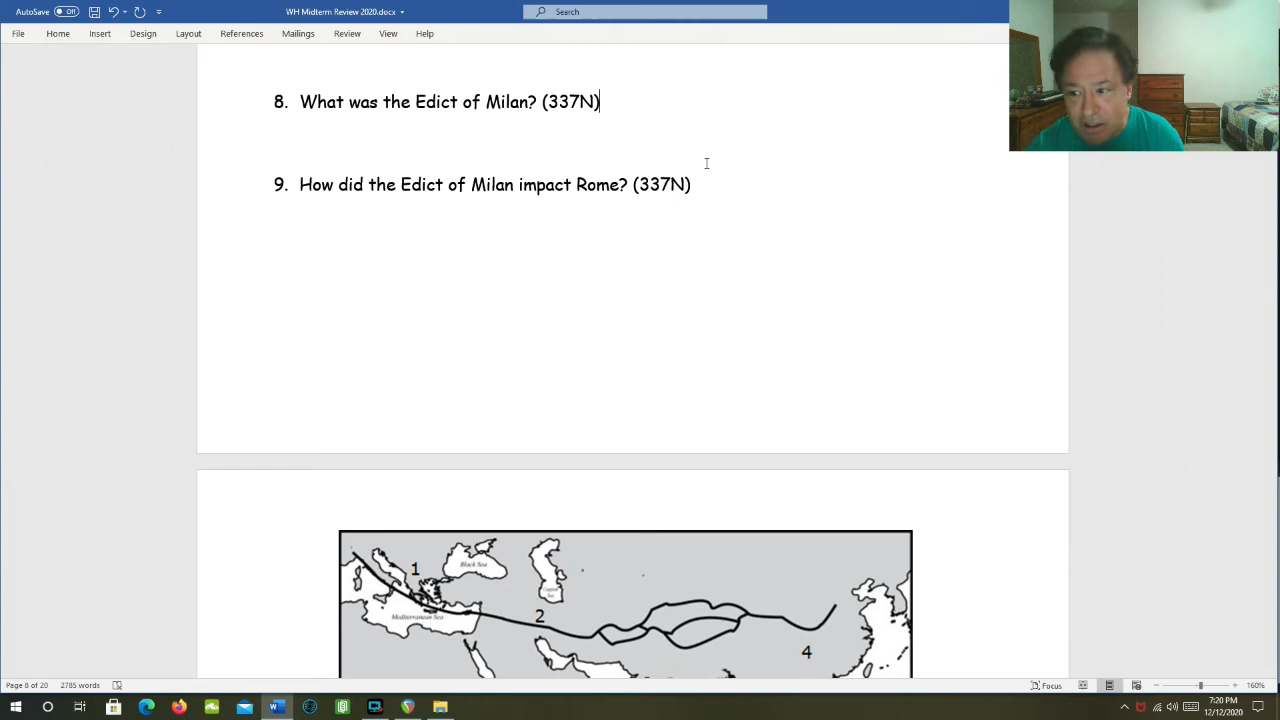 AutoSave Off WH Midterm Review 2020.docx Search
File Home Insert Design Layout References Mailings Review View Help
8. What was the Edict of Milan? (337N)
9. How did the Edict of Milan impact Rome? (337N)
1
Black Sea
2
Mediterranean Sea
4
Page 8 of 20 2785 words Focus 160%
7:20 PM
12/12/2020